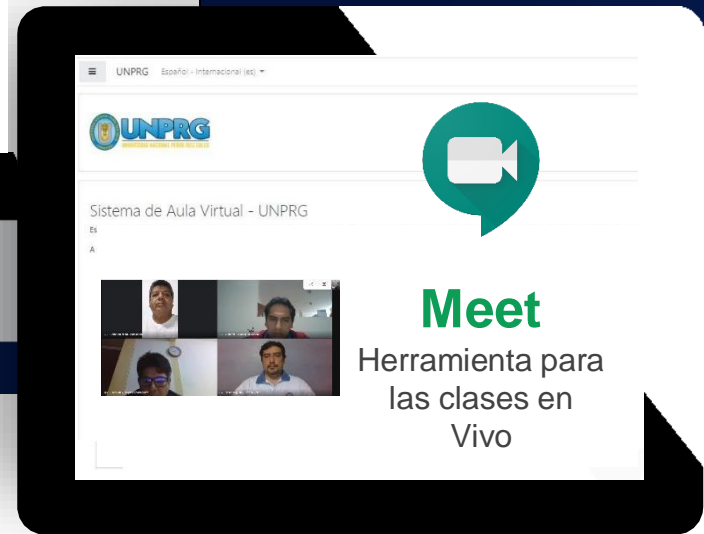 UNPRG Español - Internacional (es)
UNPRG
Sistema de Aula Virtual - UNPRG
Es
A
Meet
Herramienta para
las clases en
Vivo